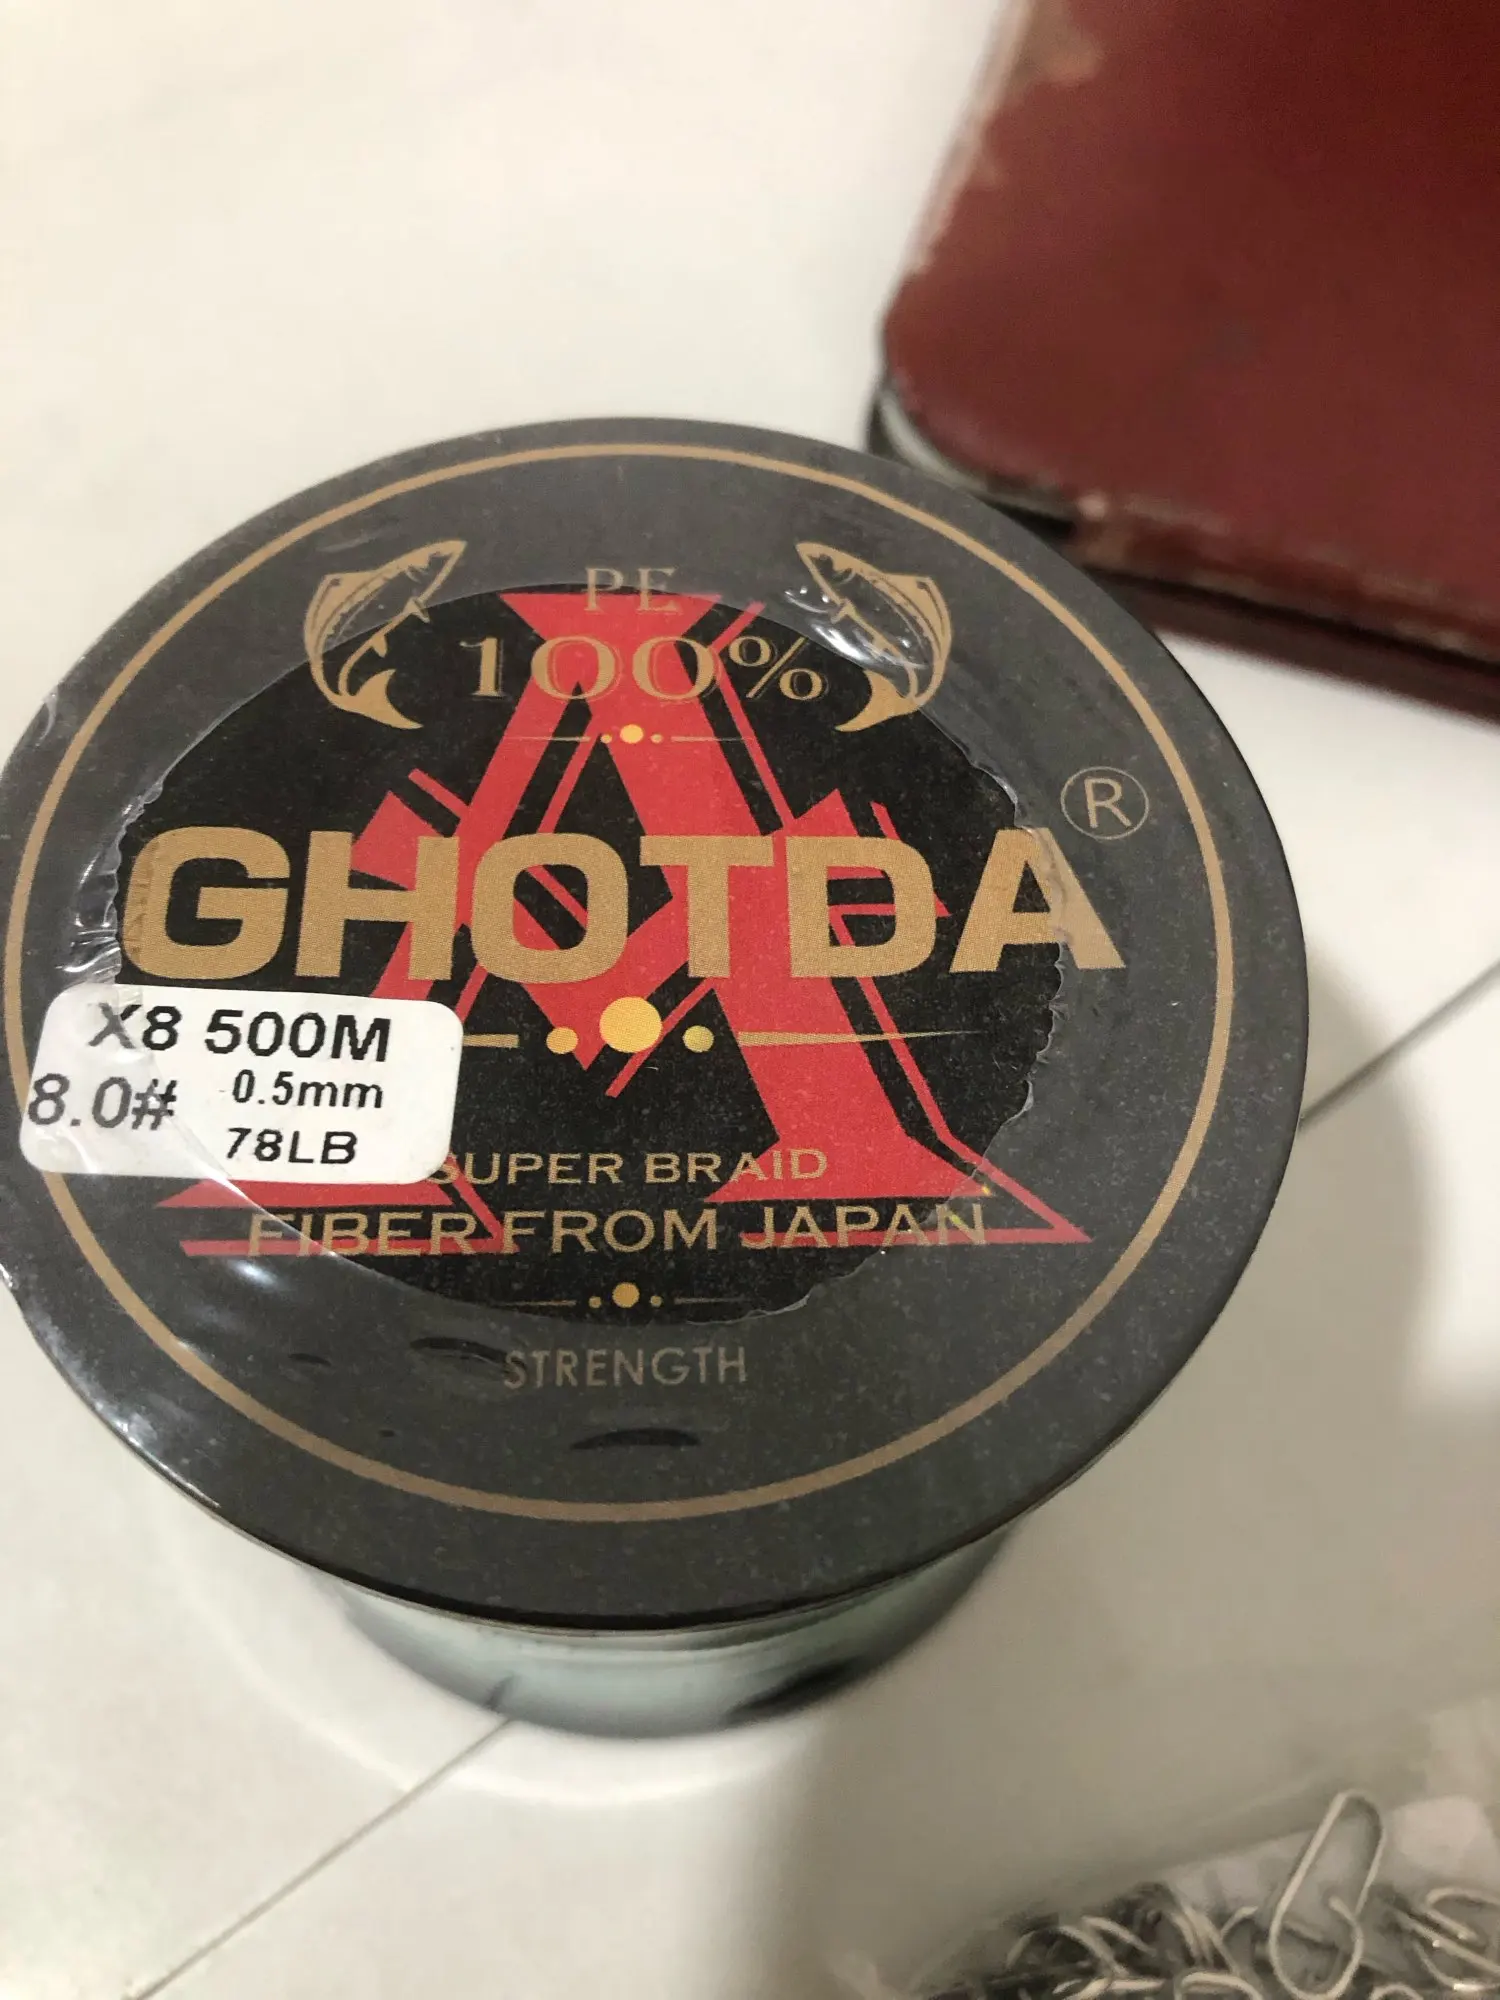 PE
100%
GHOTDA ®
X8 500M
8.0# 0.5mm
78LB
SUPER BRAID
FIBER FROM JAPAN
STRENGTH